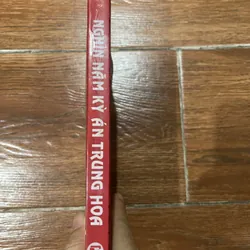 NGHÌN NĂM KỲ ÁN TRUNG HOA